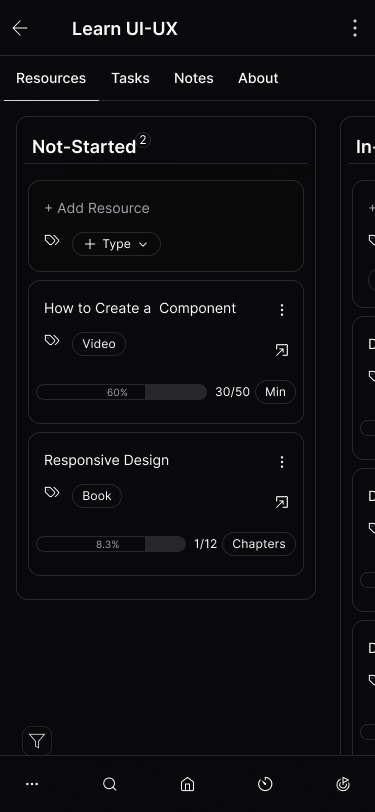 Learn UI-UX
Resources Tasks Notes About
Not-Started 2
In-
+ Add Resource
+ Type
How to Create a  Component
Video
60% 30/50 Min
Responsive Design
Book
8.3% 1/12 Chapters
+
D
D
D